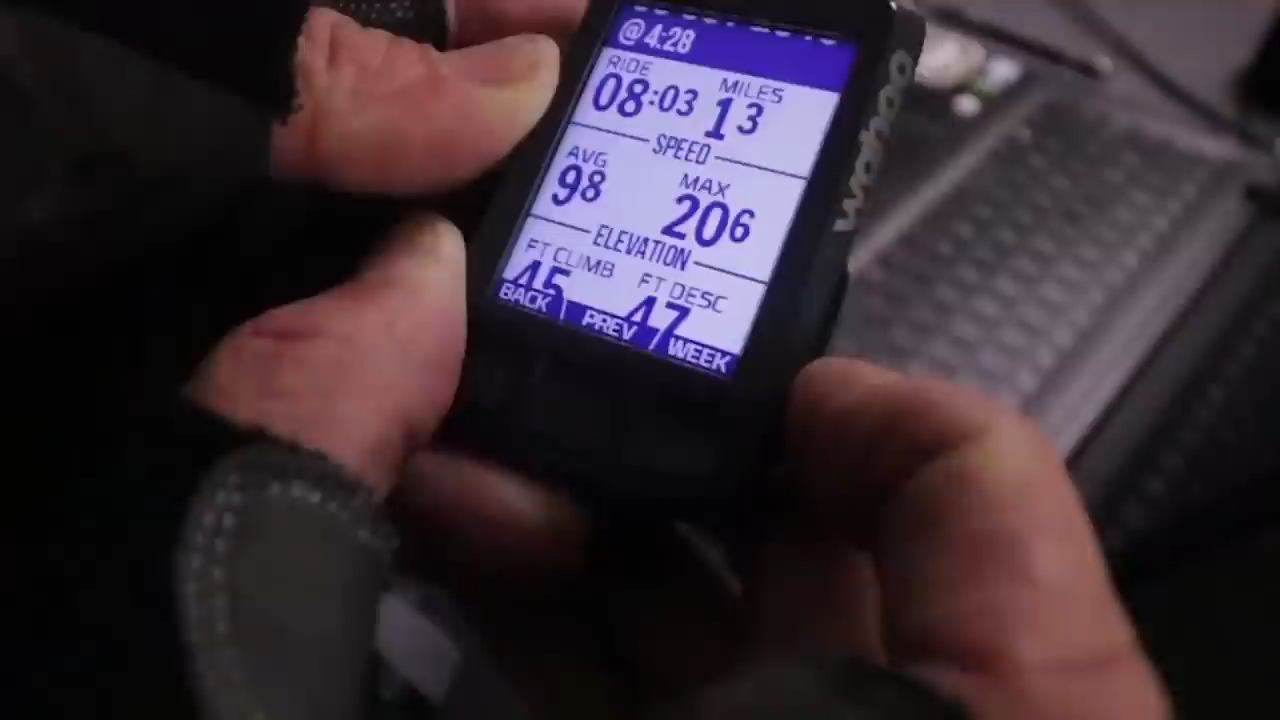 @ 4:28
RIDE MILES
08:03 13
SPEED
AVG MAX
98 206
ELEVATION
FT CLIMB FT DESC
45 47
BACK PREV WEEK
wahoo